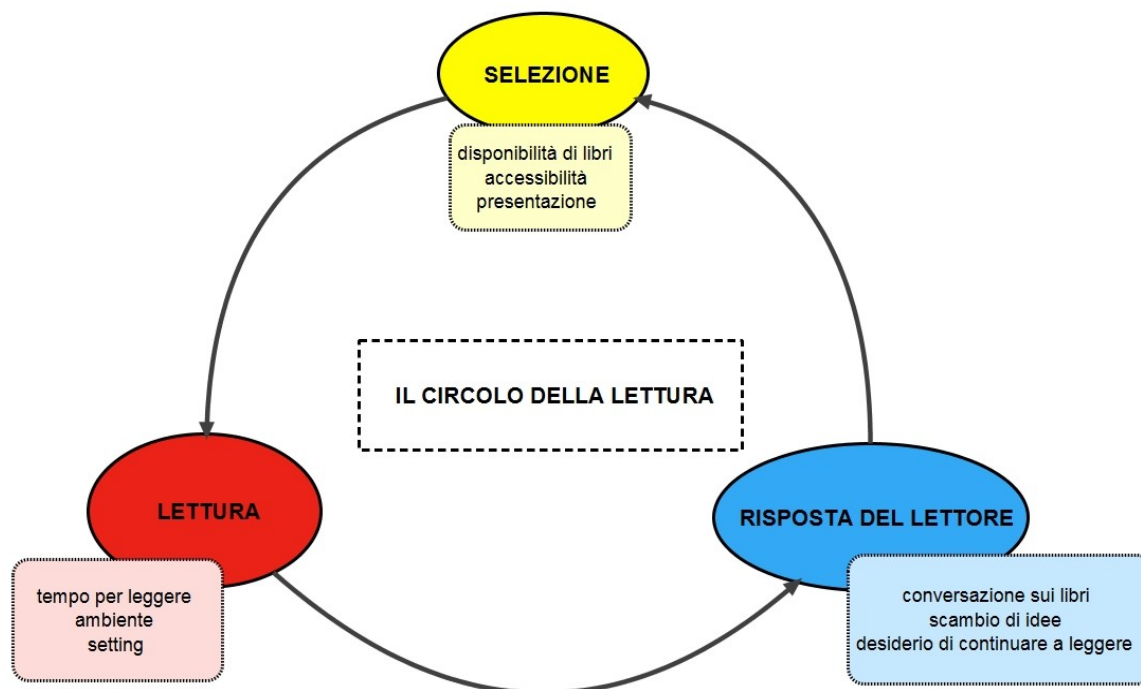 SELEZIONE
disponibilità di libri
accessibilità
presentazione
IL CIRCOLO DELLA LETTURA
LETTURA
tempo per leggere
ambiente
setting
RISPOSTA DEL LETTORE
conversazione sui libri
scambio di idee
desiderio di continuare a leggere